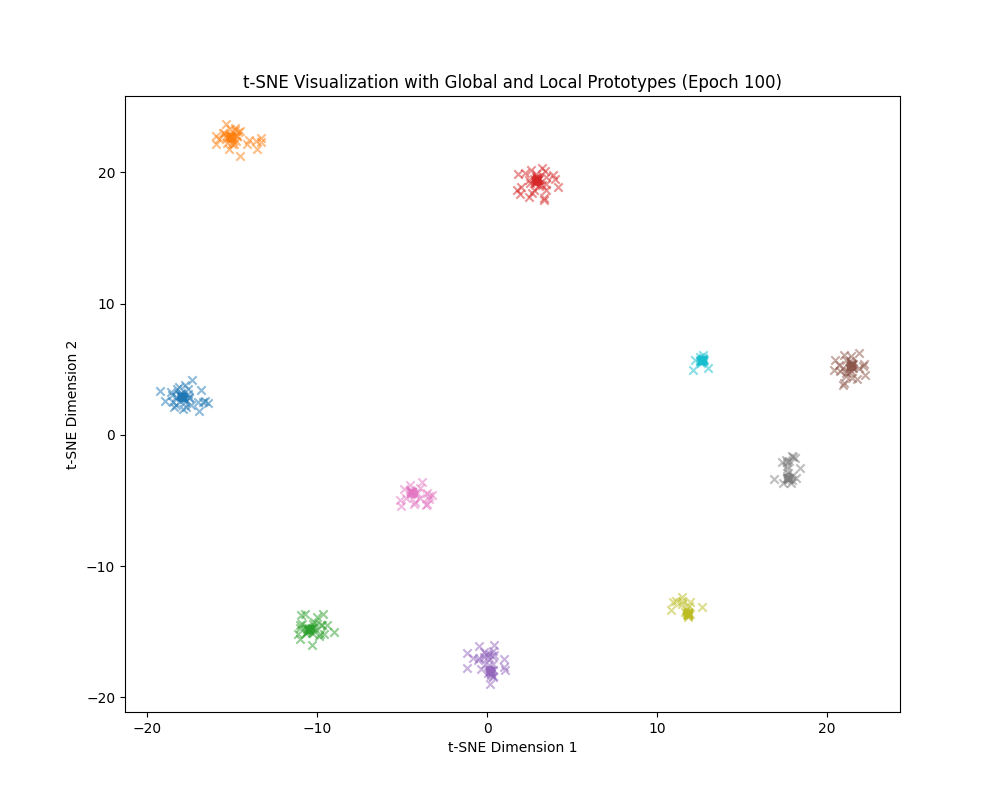 t-SNE Visualization with Global and Local Prototypes (Epoch 100)
20
10
0
−10
−20
t-SNE Dimension 2
−20 −10 0 10 20
t-SNE Dimension 1